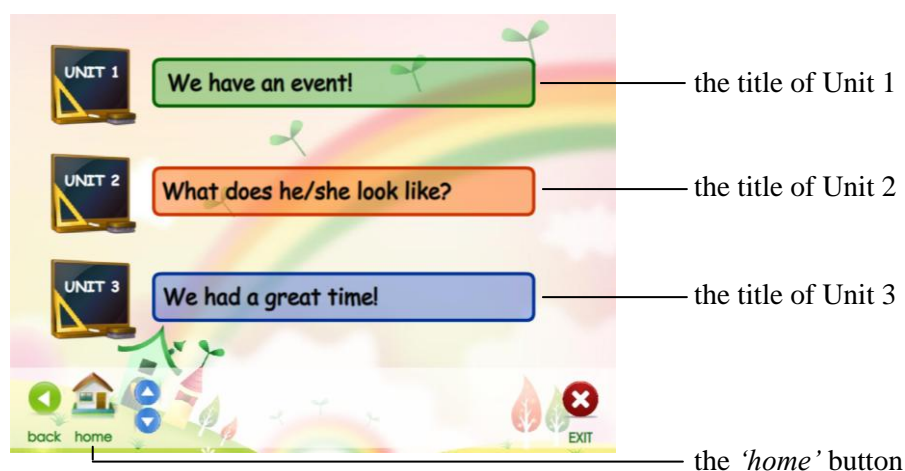 UNIT 1
We have an event!
the title of Unit 1
UNIT 2
What does he/she look like?
the title of Unit 2
UNIT 3
We had a great time!
the title of Unit 3
back home EXIT
the ‘home’ button